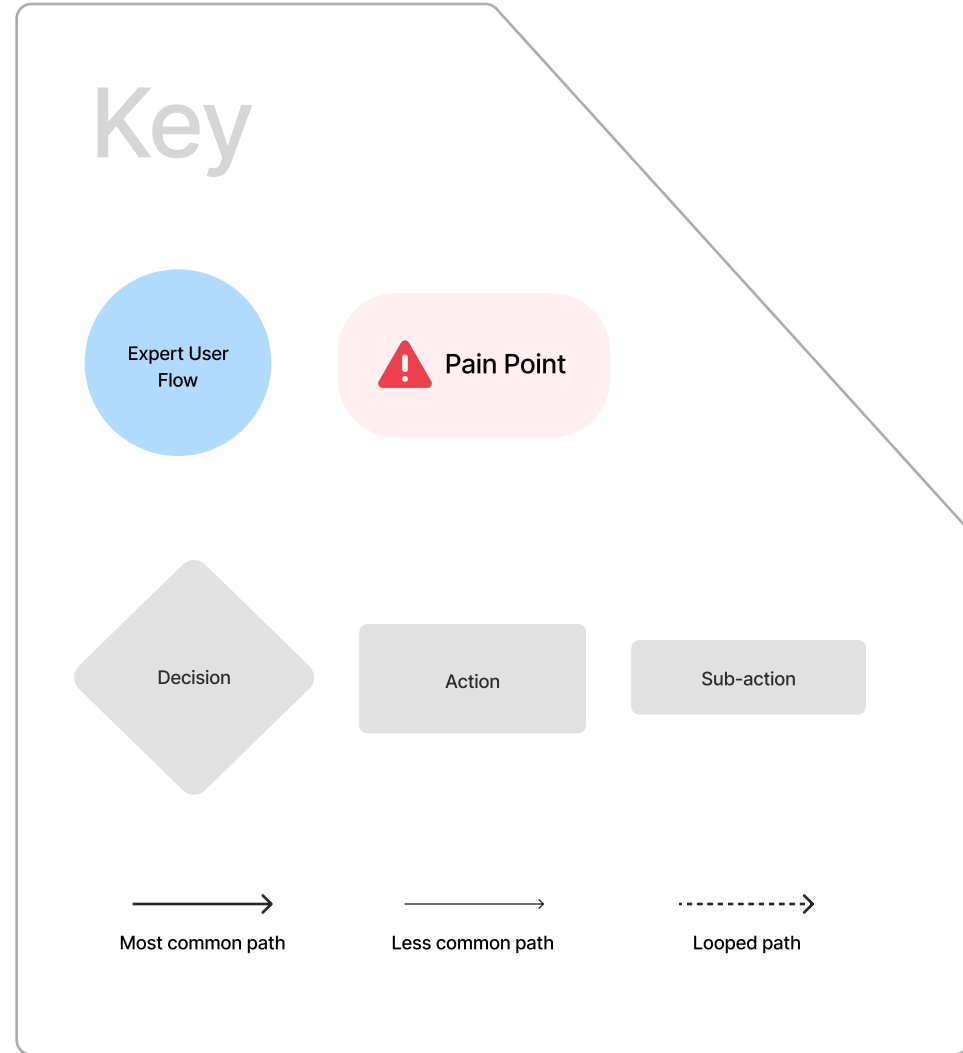 Key
Expert User
Flow
Pain Point
Decision
Action
Sub-action
Most common path
Less common path
Looped path